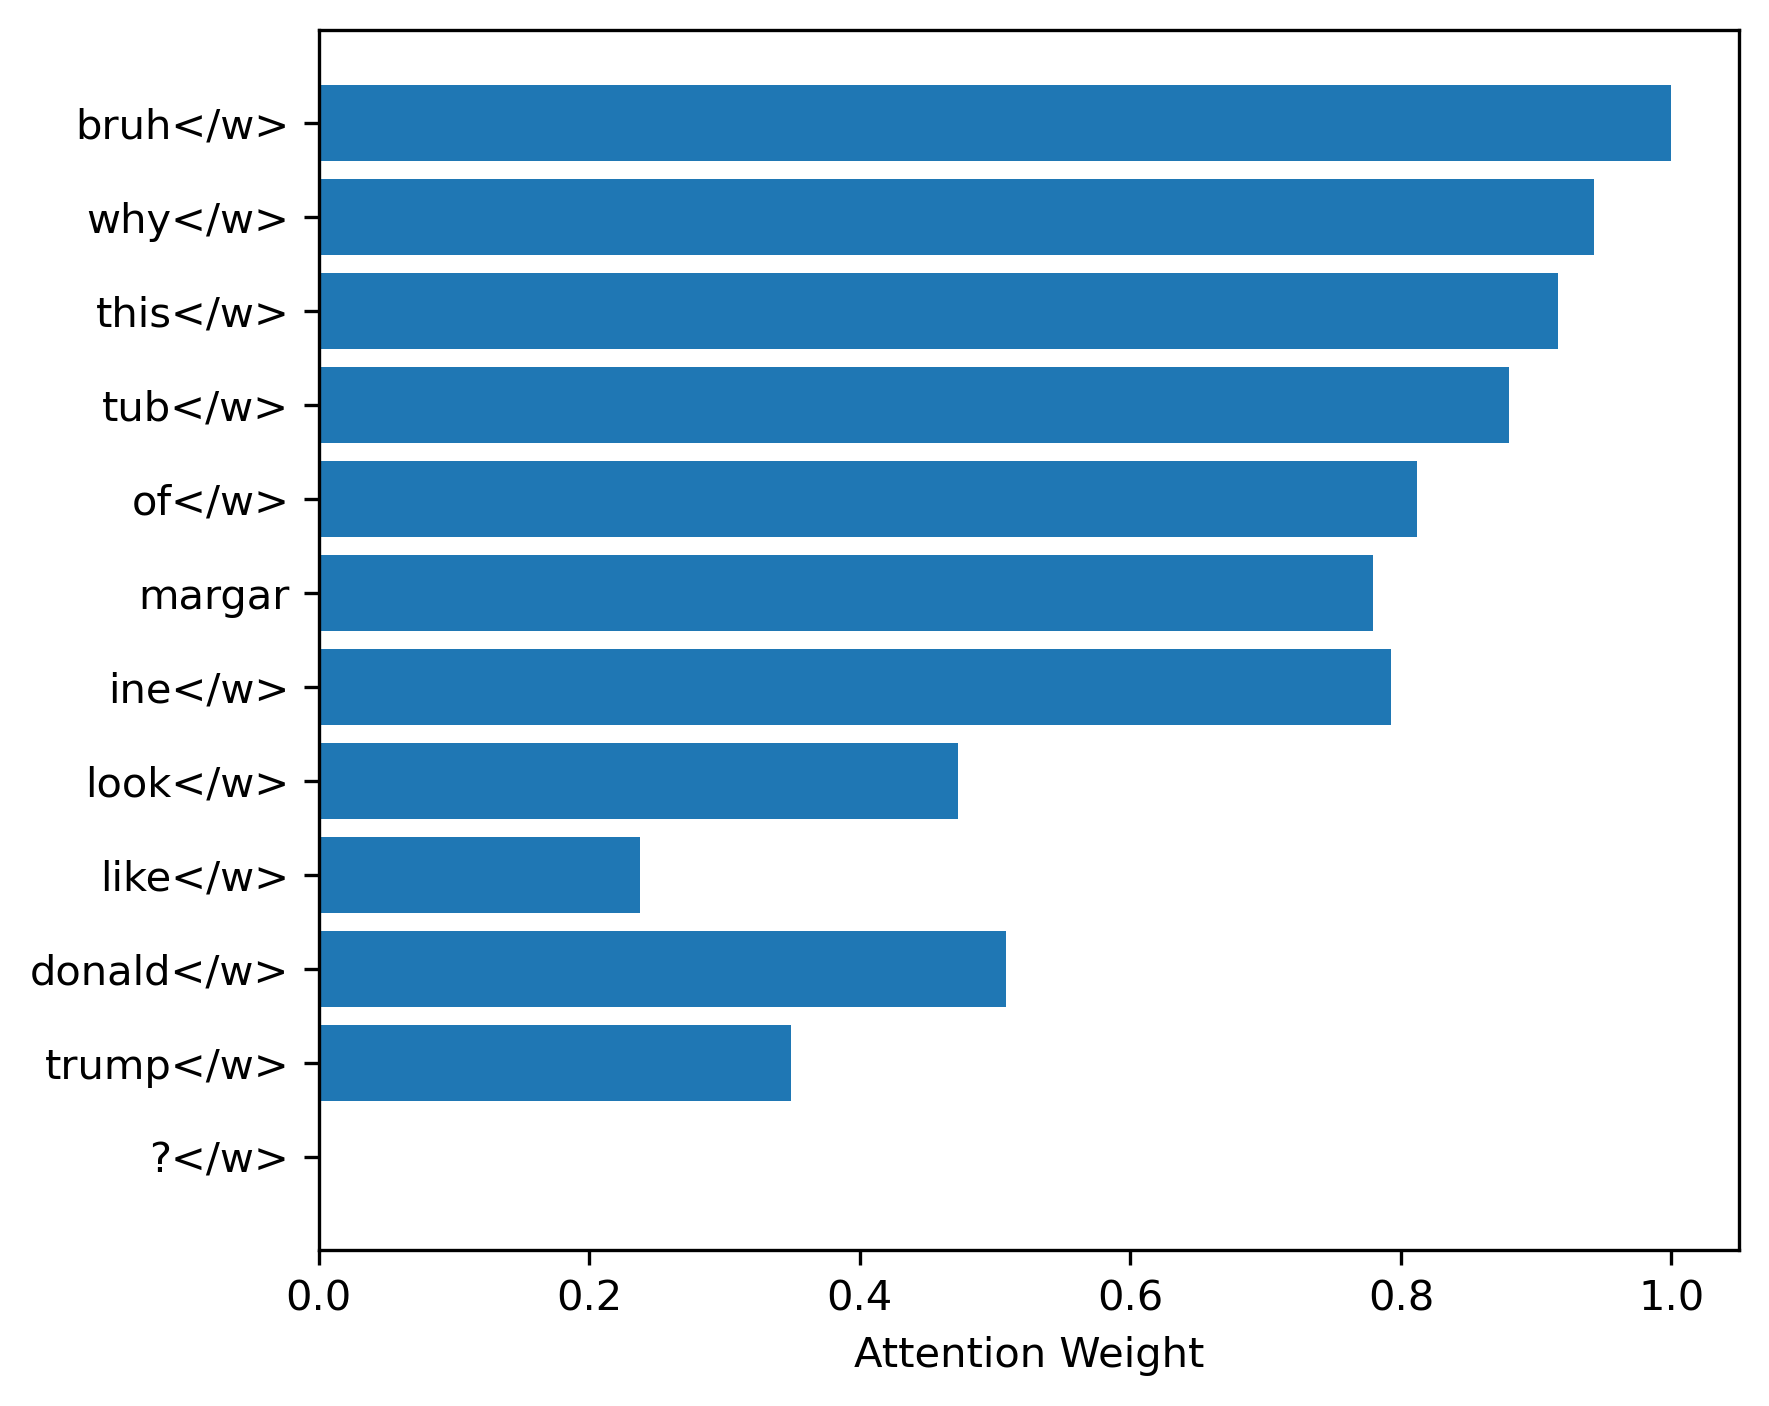 bruh</w>
why</w>
this</w>
tub</w>
of</w>
margar
ine</w>
look</w>
like</w>
donald</w>
trump</w>
?</w>
0.0 0.2 0.4 0.6 0.8 1.0
Attention Weight